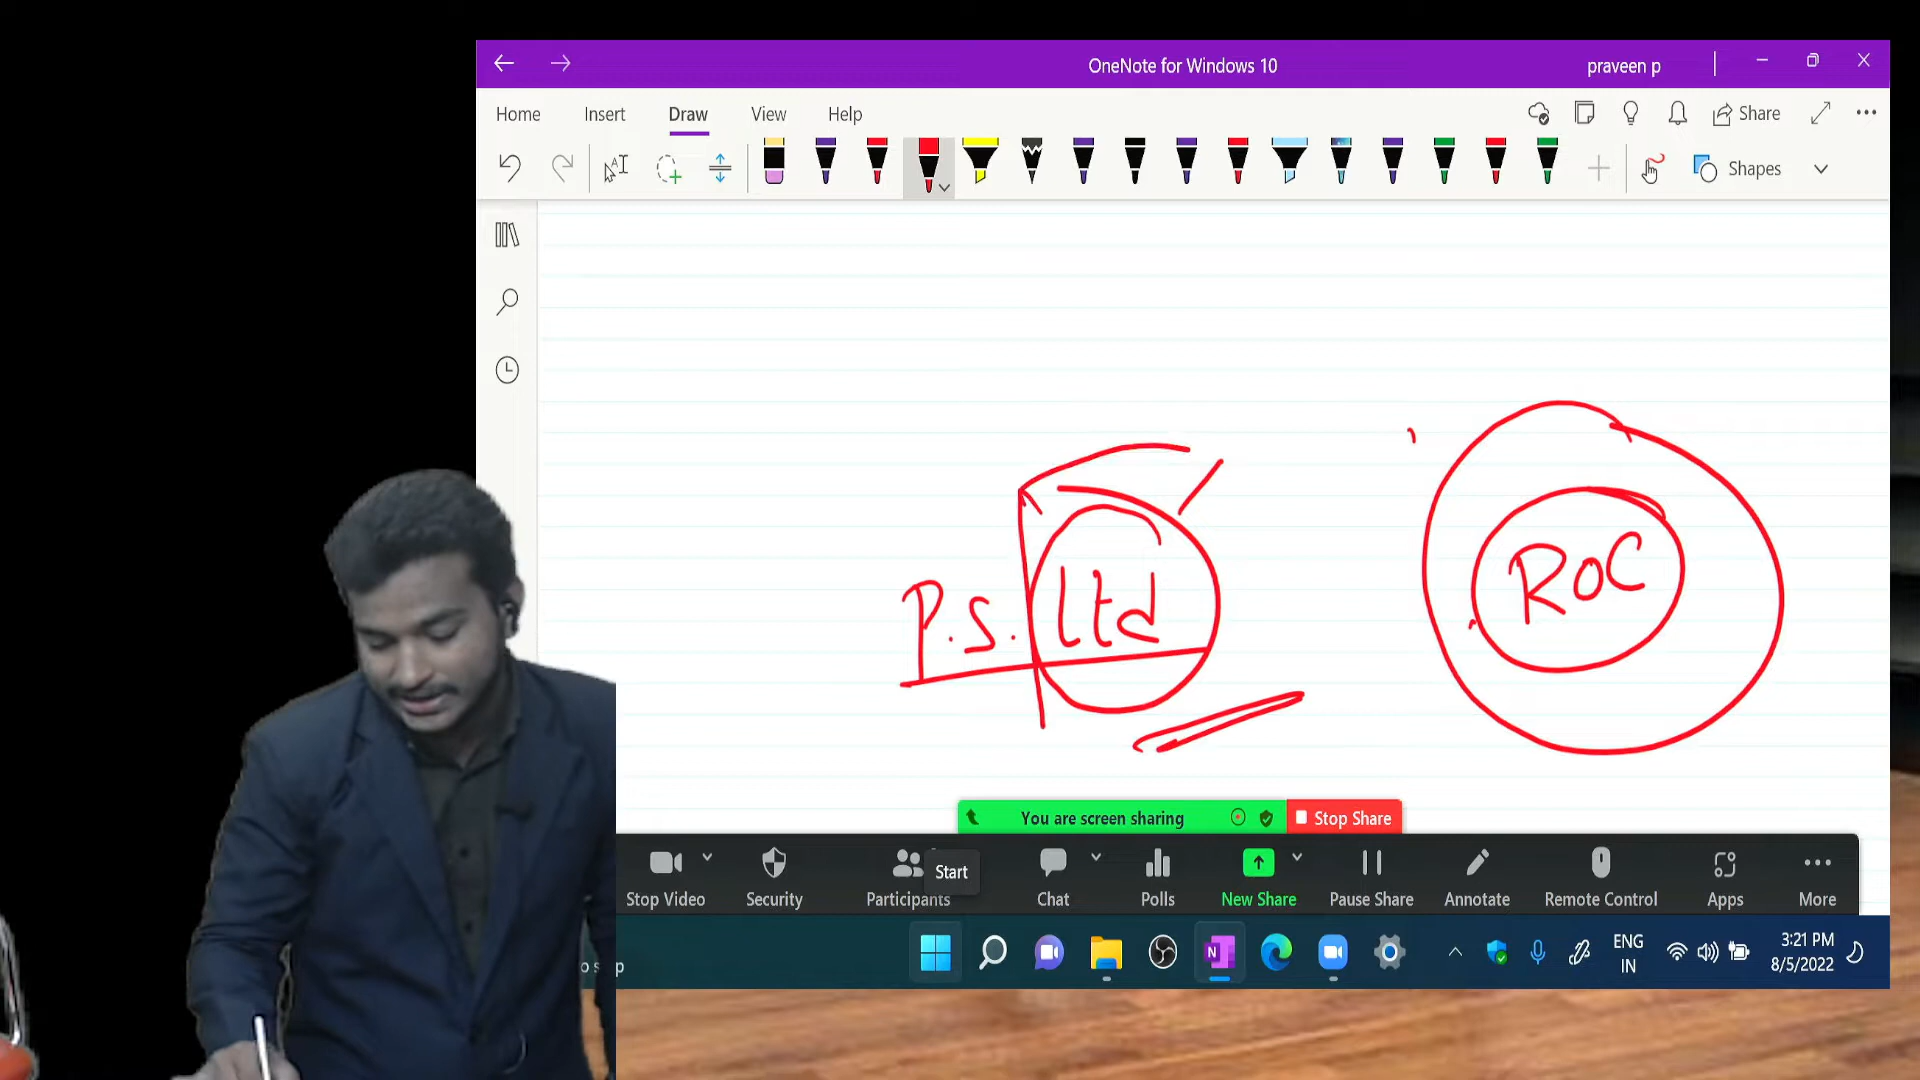 OneNote for Windows 10
praveen p
Home Insert Draw View Help
Share
Shapes
P.S. Ltd
ROC
You are screen sharing
Stop Share
Start
Stop Video Security Participants Chat Polls New Share Pause Share Annotate Remote Control Apps More
ENG
IN
3:21 PM
8/5/2022